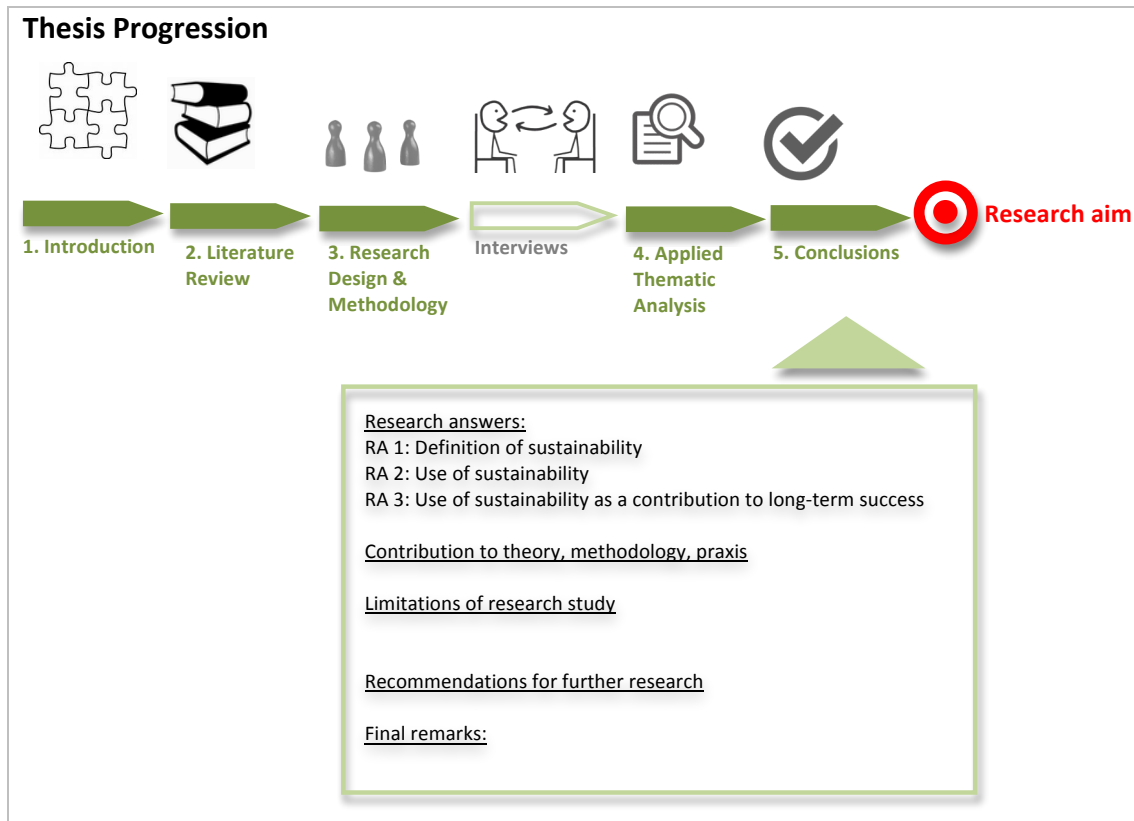 Thesis Progression
Research aim
1. Introduction
2. Literature
Review
3. Research
Design &
Methodology
Interviews
4. Applied
Thematic
Analysis
5. Conclusions
Research answers:
RA 1: Definition of sustainability
RA 2: Use of sustainability
RA 3: Use of sustainability as a contribution to long-term success
Contribution to theory, methodology, praxis
Limitations of research study
Recommendations for further research
Final remarks: